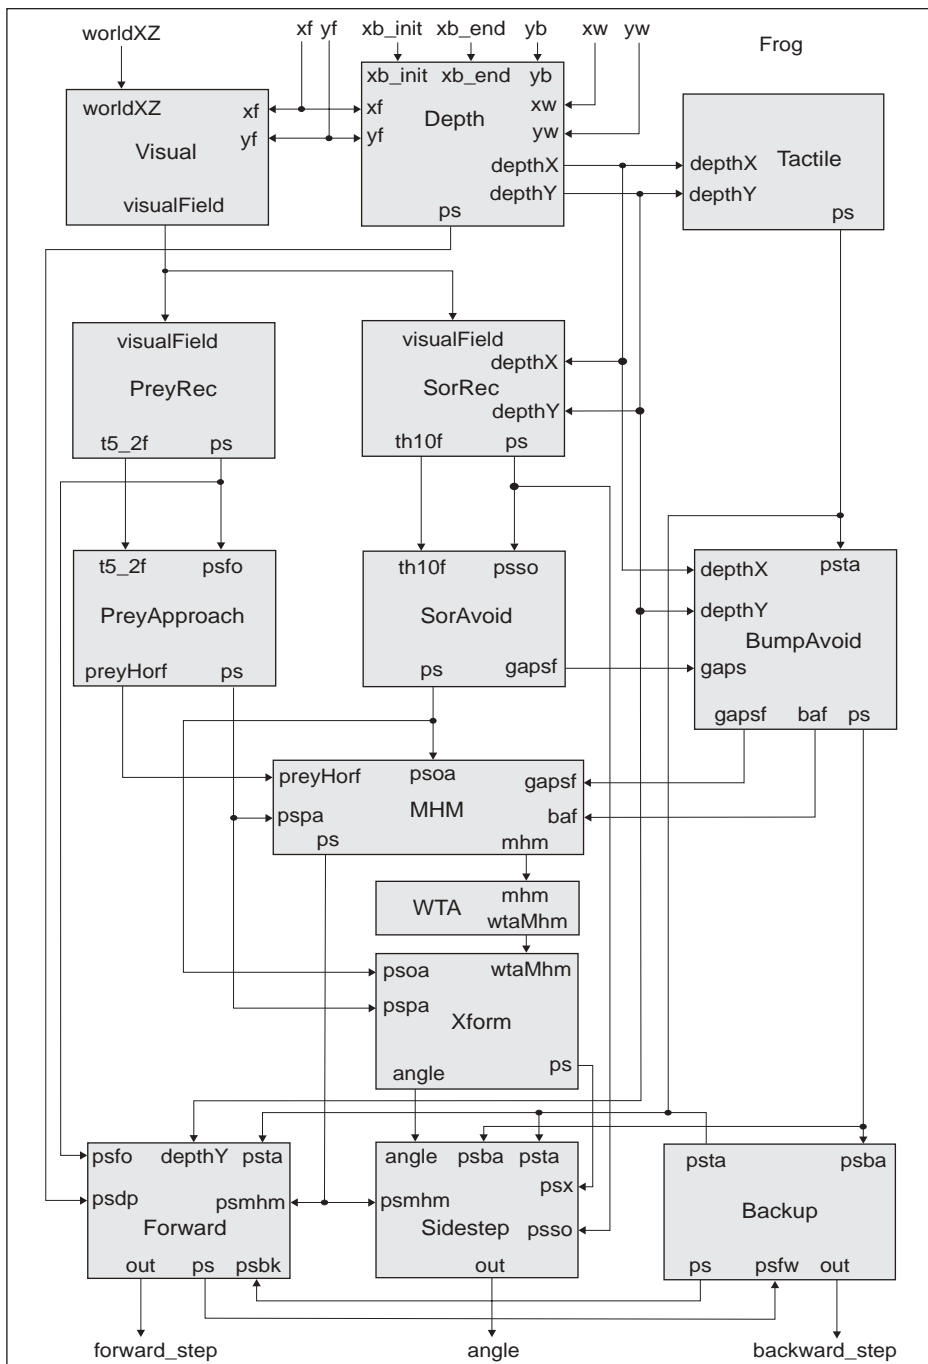 worldXZ xf yf xb_init xb_end yb xw yw
Frog
worldXZ
xf
yf
Visual
visualField
xb_init xb_end yb
xf
Depth
xw
yf
yw
depthX
depthY
ps
Tactile
depthX
depthY
ps
visualField
PreyRec
t5_2f ps
visualField
depthX
SorRec
depthY
th10f ps
t5_2f psfo
PreyApproach
preyHorf ps
th10f psso
SorAvoid
ps gapsf
depthX psta
depthY
BumpAvoid
gaps
gapsf baf ps
preyHorf psoa gapsf
MHM
pspa baf
ps mhm
WTA mhm
wtaMhm
psoa wtaMhm
pspa
Xform
ps
angle
psfo depthY psta
psdp psmhm
Forward
out ps psbk
angle psba psta
psx
psmhm
Sidestep psso
out
psta psba
Backup
ps psfw out
forward_step angle backward_step